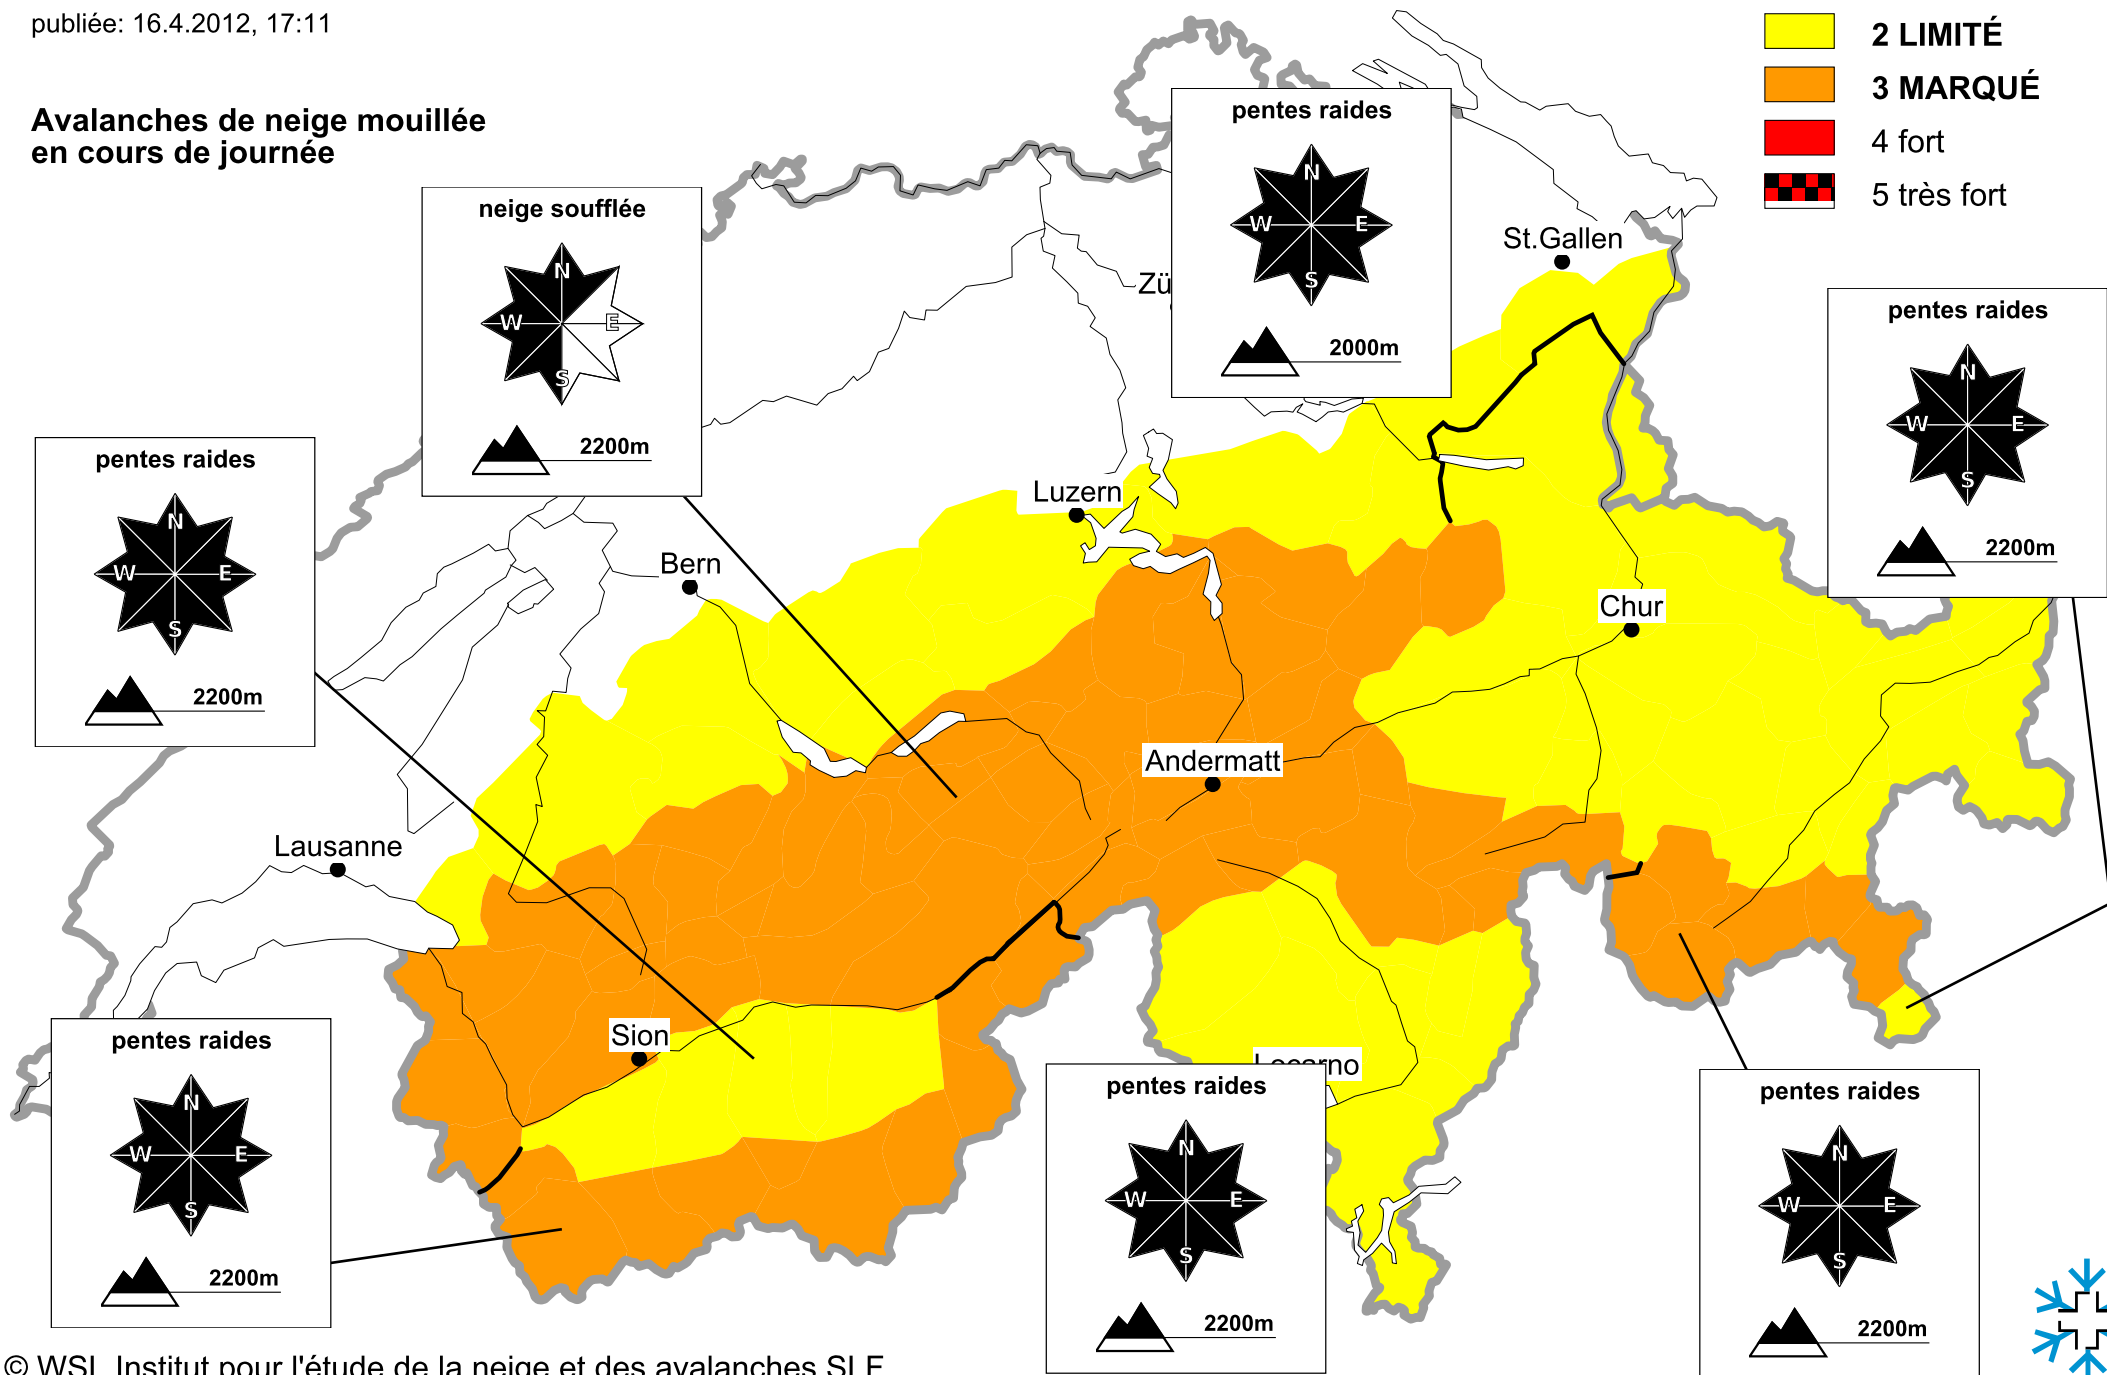 publiée: 16.4.2012, 17:11
2 LIMITÉ
3 MARQUÉ
4 fort
5 très fort
Avalanches de neige mouillée
en cours de journée
pentes raides
N
W E
S
2000m
neige soufflée
N
W E
S
2200m
St.Gallen
Zü
pentes raides
N
W E
S
2200m
pentes raides
N
W E
S
2200m
Luzern
Bern
Chur
Andermatt
Lausanne
Sion
pentes raides
N
W E
S
2200m
Locarno
pentes raides
N
W E
S
2200m
pentes raides
N
W E
S
2200m
© WSL Institut pour l'étude de la neige et des avalanches SLF